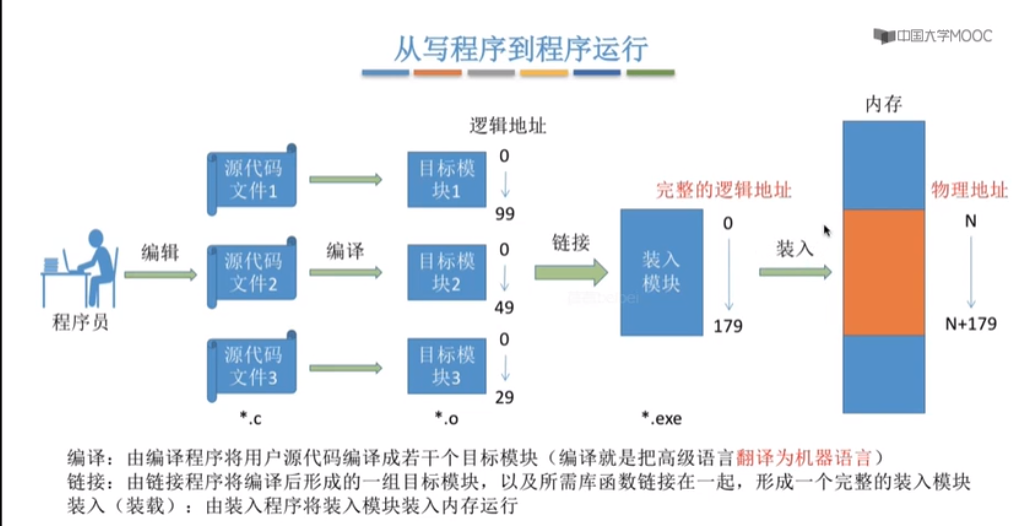 从写程序到程序运行
中国大学MOOC
内存
逻辑地址
源代码
文件1
目标模
块1
0
99
完整的逻辑地址
物理地址
编辑
源代码
文件2
编译
目标模
块2
0
49
链接
装入
模块
0
179
装入
N
N+179
程序员
源代码
文件3
目标模
块3
0
29
*.c
*.o
*.exe
编译：由编译程序将用户源代码编译成若干个目标模块（编译就是把高级语言翻译为机器语言）
链接：由链接程序将编译后形成的一组目标模块，以及所需库函数链接在一起，形成一个完整的装入模块
装入（装载）：由装入程序将装入模块装入内存运行